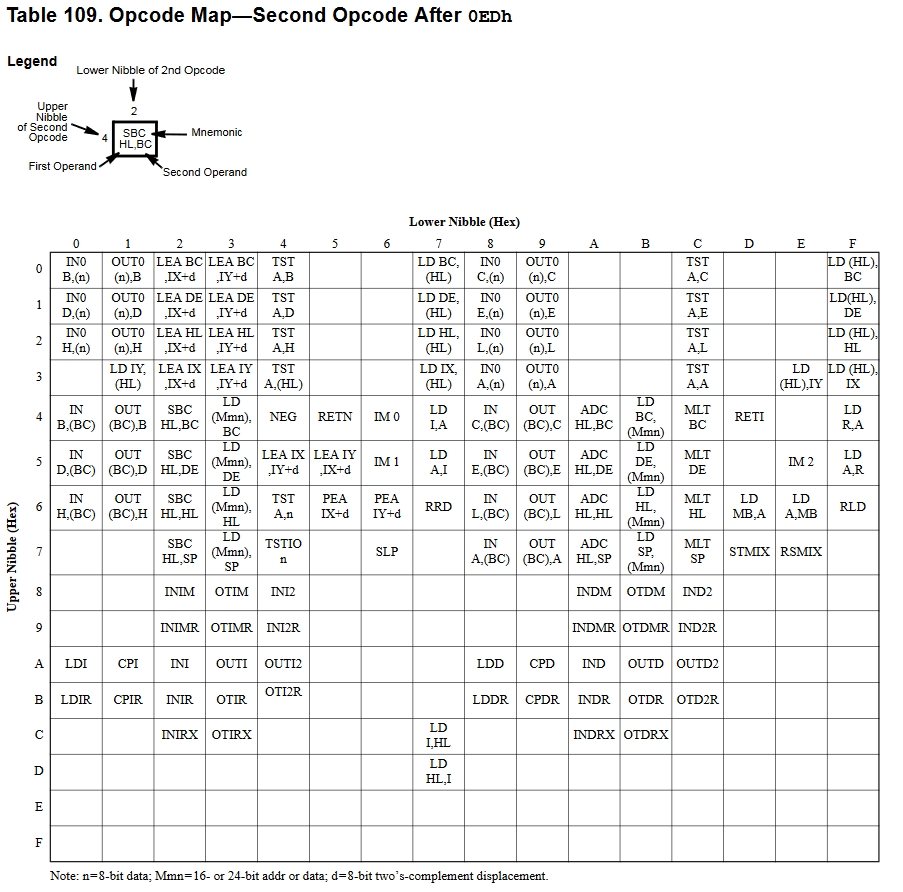 Table 109. Opcode Map—Second Opcode After 0EDh
Legend
Lower Nibble of 2nd Opcode
Upper
Nibble
of Second
Opcode
2
4
SBC
HL,BC
Mnemonic
First Operand
Second Operand
Lower Nibble (Hex)
0 1 2 3 4 5 6 7 8 9 A B C D E F
Upper Nibble (Hex)
0 IN0 OUT0 LEA BC LEA BC TST LD BC, IN0 OUT0 TST LD (HL),
B,(n) (n),B ,IX+d ,IY+d A,B (HL) C,(n) (n),C A,C BC
1 IN0 OUT0 LEA DE LEA DE TST LD DE, IN0 OUT0 TST LD(HL),
D,(n) (n),D ,IX+d ,IY+d A,D (HL) E,(n) (n),E A,E DE
2 IN0 OUT0 LEA HL LEA HL TST LD HL, IN0 OUT0 TST LD (HL),
H,(n) (n),H ,IX+d ,IY+d A,H (HL) L,(n) (n),L A,L HL
3 LD IY, LEA IX LEA IY TST LD IX, IN0 OUT0 TST LD LD (HL),
(HL) ,IX+d ,IY+d A,(HL) (HL) A,(n) (n),A A,A (HL),IY IX
4 IN OUT SBC LD NEG RETN IM 0 LD IN OUT ADC LD MLT RETI LD
B,(BC) (BC),B HL,BC (Mmn), I,A C,(BC) (BC),C HL,BC BC, BC R,A
BC (Mmn)
5 IN OUT SBC LD LEA IX LEA IY IM 1 LD IN OUT ADC LD MLT IM 2 LD
D,(BC) (BC),D HL,DE (Mmn), ,IY+d ,IX+d A,I E,(BC) (BC),E HL,DE DE, DE A,R
DE (Mmn)
6 IN OUT SBC LD TST PEA PEA RRD IN OUT ADC LD MLT LD LD RLD
H,(BC) (BC),H HL,HL (Mmn), A,n IX+d IY+d L,(BC) (BC),L HL,HL HL, HL MB,A A,MB
HL (Mmn)
7 SBC LD TSTIO SLP IN OUT ADC LD MLT STMIX RSMIX
HL,SP (Mmn), n A,(BC) (BC),A HL,SP SP, SP
SP (Mmn)
8 INIM OTIM INI2 INDM OTDM IND2
9 INIMR OTIMR INI2R INDMR OTDMR IND2R
A LDI CPI INI OUTI OUTI2 LDD CPD IND OUTD OUTD2
B LDIR CPIR INIR OTIR OTI2R LDDR CPDR INDR OTDR OTD2R
C INIRX OTIRX LD INDRX OTDRX
I,HL
D LD
HL,I
E
F
Note: n=8-bit data; Mmn=16- or 24-bit addr or data; d=8-bit two's-complement displacement.